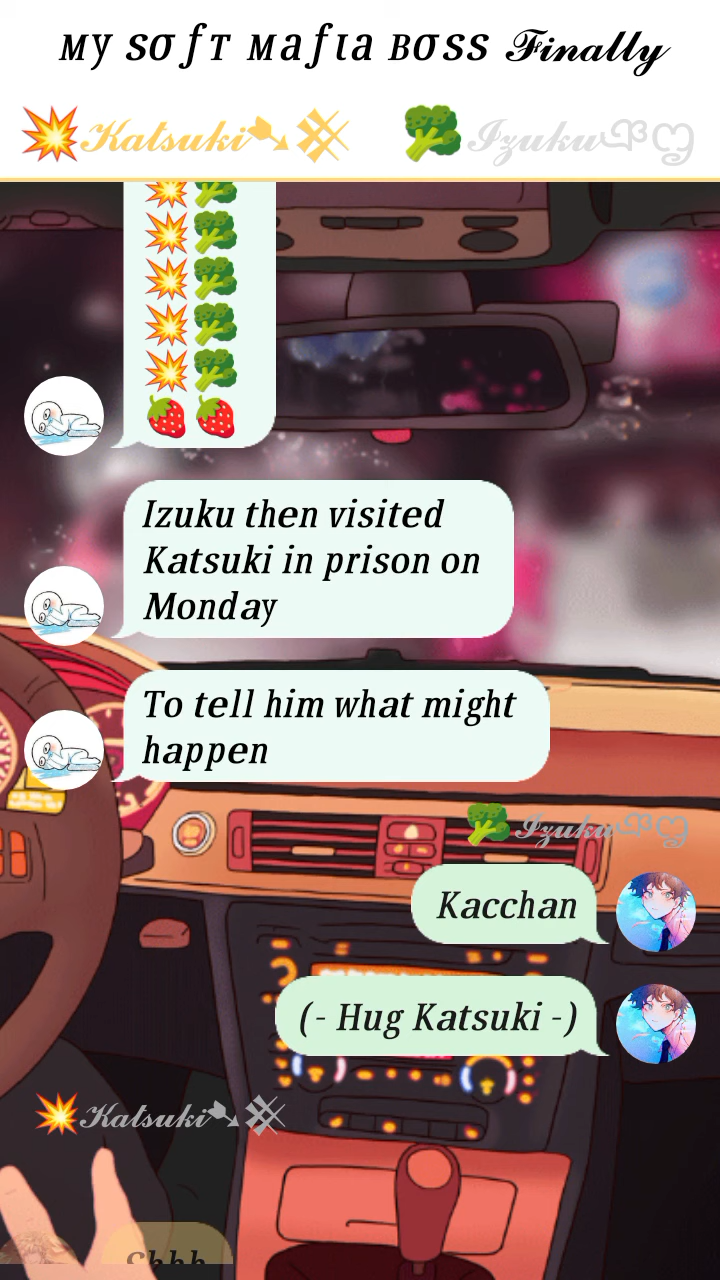 My soft Mafia Boss Finally
💥Katsuki 🥦Izuku
💥🥦
💥🥦
💥🥦
💥🥦
💥🥦
🍓🍓
Izuku then visited
Katsuki in prison on
Monday
To tell him what might
happen
🥦Izuku
Kacchan
(- Hug Katsuki -)
💥Katsuki
Shhh